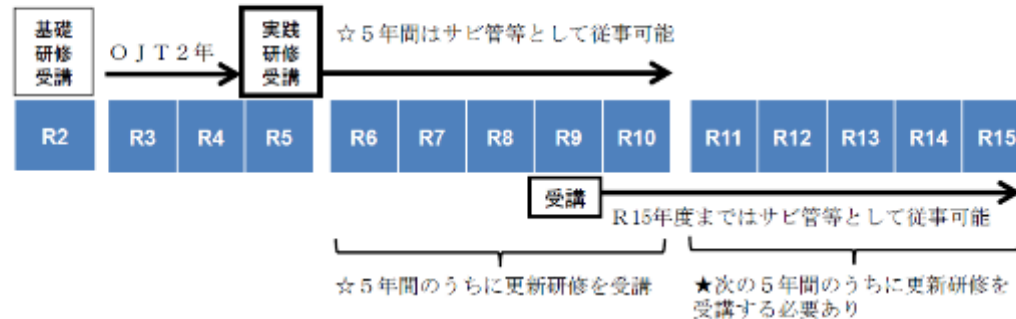 基礎
研修
受講
OJT2年
実践
研修
受講
☆5年間はサビ管等として従事可能
R2 R3 R4 R5 R6 R7 R8 R9 R10 R11 R12 R13 R14 R15
受講
R15年度まではサビ管等として従事可能
☆5年間のうちに更新研修を受講
★次の5年間のうちに更新研修を
受講する必要あり